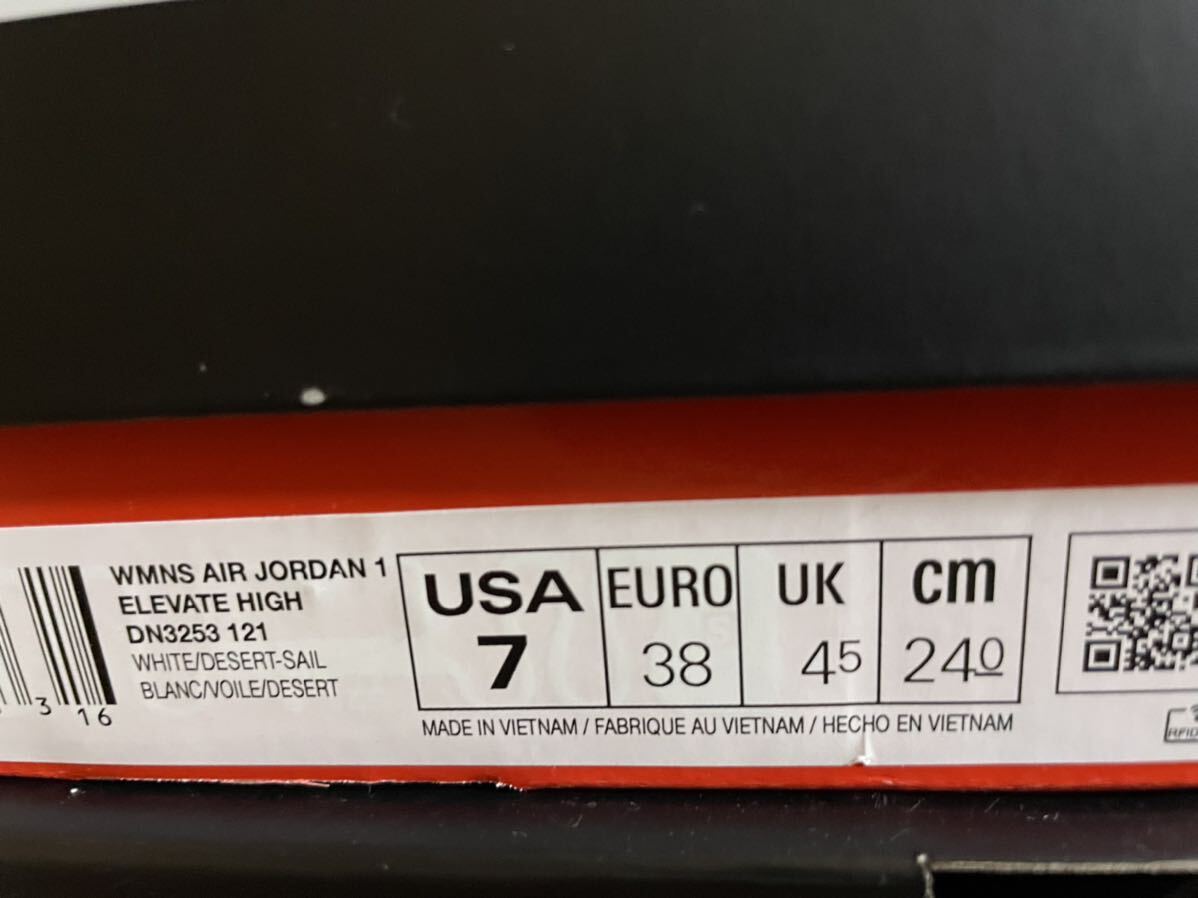 WMNS AIR JORDAN 1
ELEVATE HIGH
DN3253 121
WHITE/DESERT-SAIL
BLANC/VOILE/DESERT
3 16
USA
7
EURO
38
UK
45
cm
240
MADE IN VIETNAM / FABRIQUE AU VIETNAM / HECHO EN VIETNAM
RFID